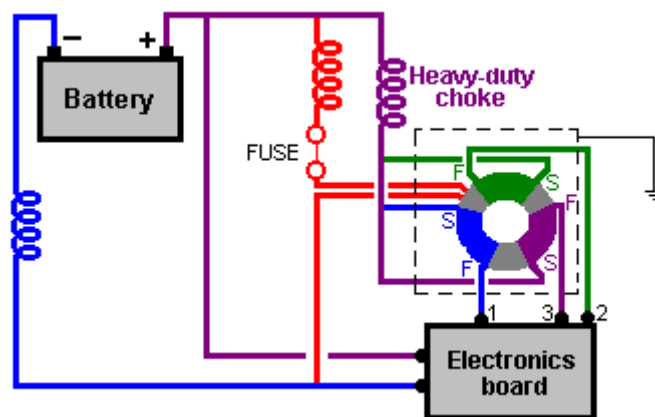 − +
Battery
Heavy-duty
choke
FUSE
F
S
F
S
S
F
1 3 2
Electronics
board